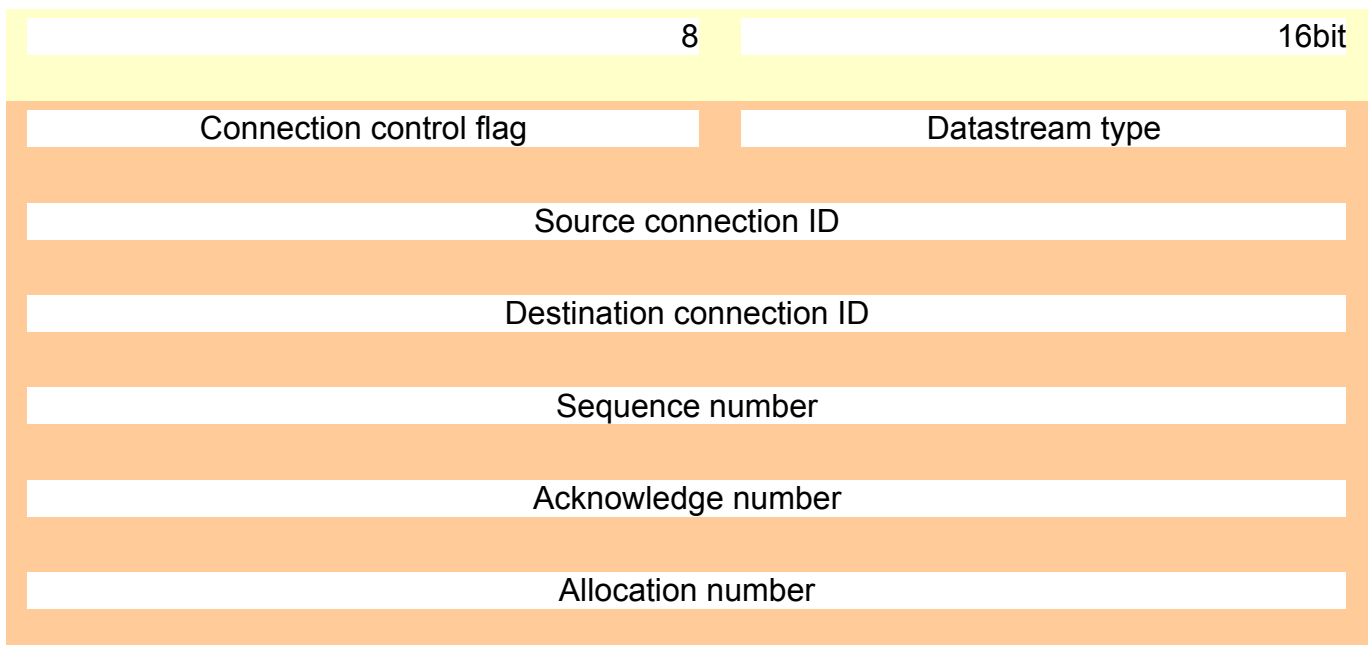 8 16bit
Connection control flag Datastream type
Source connection ID
Destination connection ID
Sequence number
Acknowledge number
Allocation number